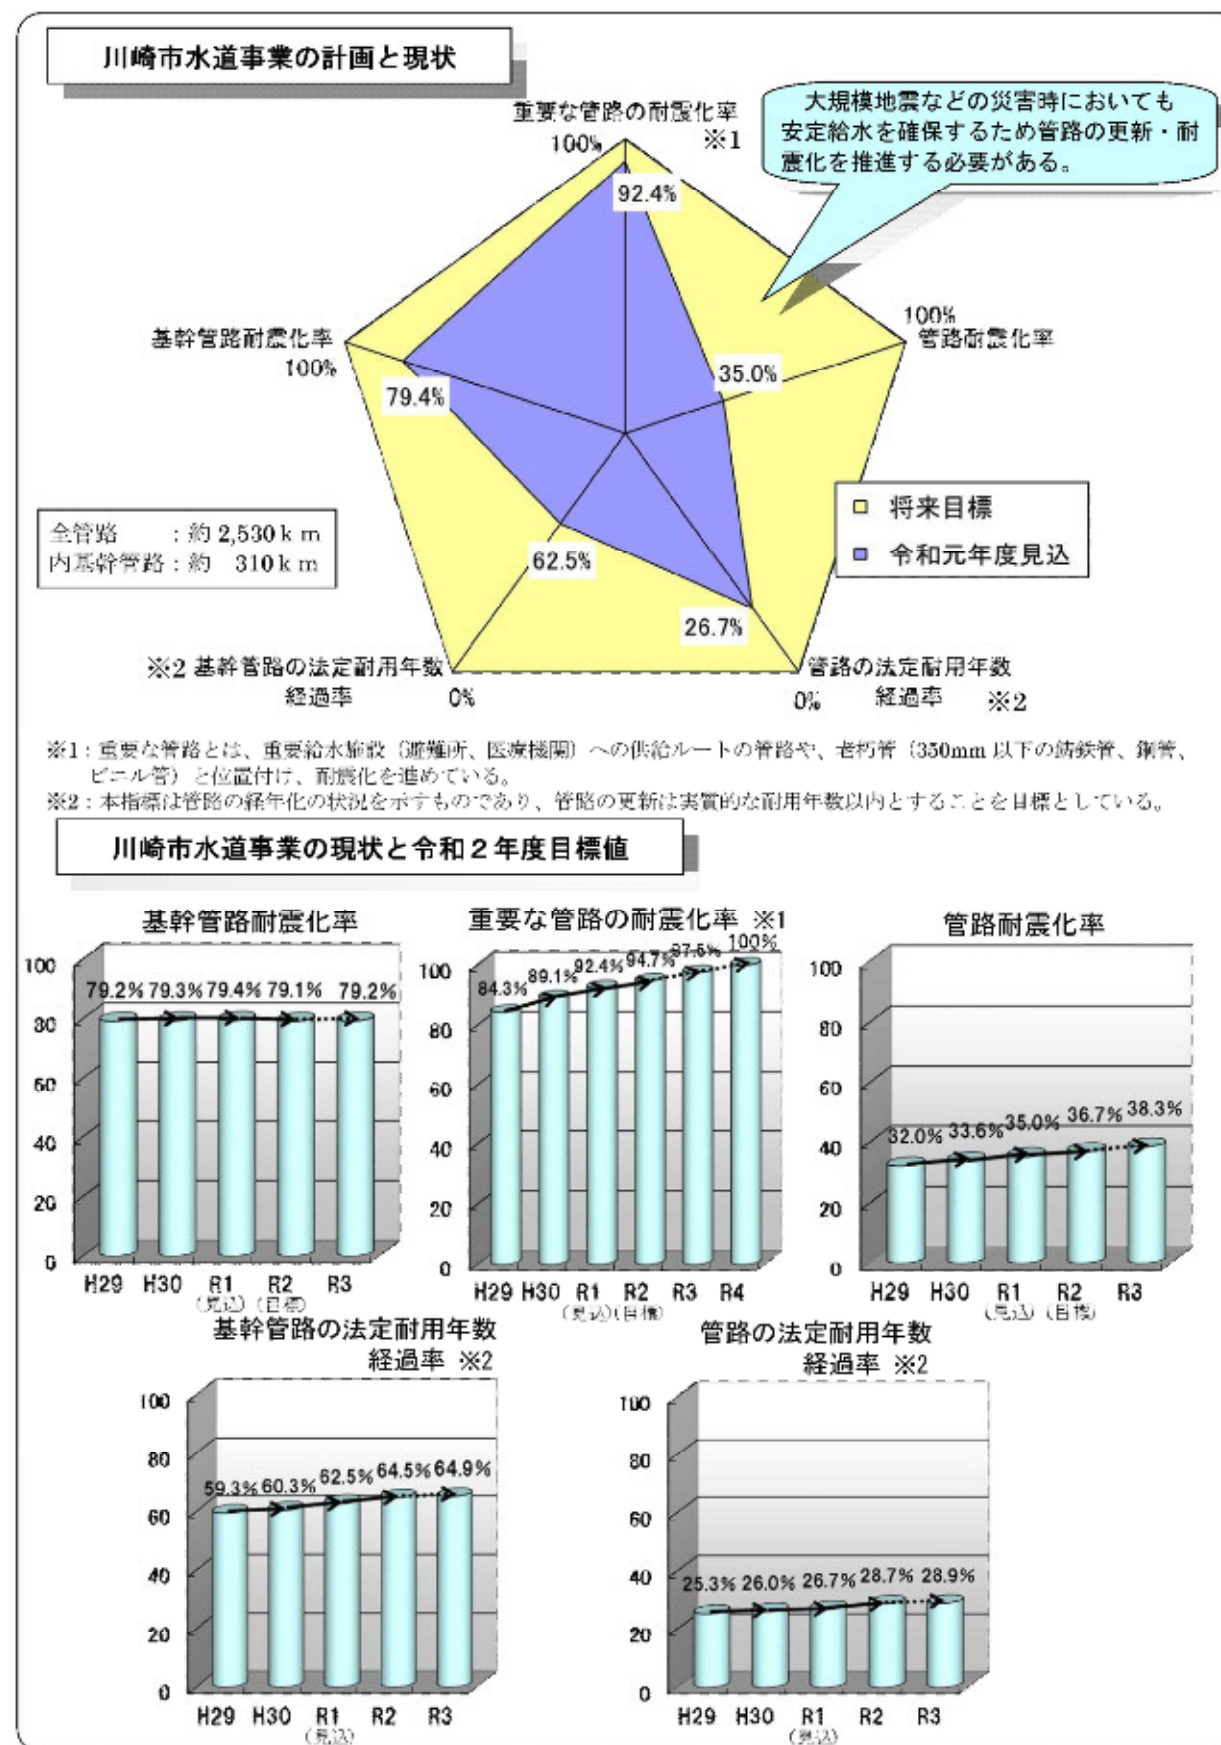 川崎市水道事業の計画と現状
大規模地震などの災害時においても
安定給水を確保するため管路の更新・耐
震化を推進する必要がある。
重要な管路の耐震化率
※1
100%
92.4%
100%
管路耐震化率
35.0%
基幹管路耐震化率
100%
79.4%
将来目標
令和元年度見込
全管路 : 約 2,530 k m
内基幹管路 : 約 310 k m
62.5%
26.7%
※2 基幹管路の法定耐用年数
経過率
0%
管路の法定耐用年数
0%
経過率 ※2
※1 : 重要な管路とは、重要給水施設（避難所、医療機関）への供給ルートの管路や、老朽管（350mm 以下の鋳鉄管、鋼管、
ビニル管）と位置付け、耐震化を進めている。
※2 : 本指標は管路の経年化の状況を示すものであり、管路の更新は実質的な耐用年数以内とすることを目標としている。
川崎市水道事業の現状と令和２年度目標値
基幹管路耐震化率
100
80
60
40
20
0
79.2% 79.3% 79.4% 79.1% 79.2%
H29 H30 R1 R2 R3
(見込) (目標)
重要な管路の耐震化率 ※1
100
80
60
40
20
0
84.3% 89.1% 92.4% 94.7% 97.5% 100%
H29 H30 R1 R2 R3 R4
(見込) (目標)
管路耐震化率
100
80
60
40
20
0
32.0% 33.6% 35.0% 36.7% 38.3%
H29 H30 R1 R2 R3
(見込) (目標)
基幹管路の法定耐用年数
経過率 ※2
100
80
60
40
20
0
59.3% 60.3% 62.5% 64.5% 64.9%
H29 H30 R1 R2 R3
(見込)
管路の法定耐用年数
経過率 ※2
100
80
60
40
20
0
25.3% 26.0% 26.7% 28.7% 28.9%
H29 H30 R1 R2 R3
(見込)